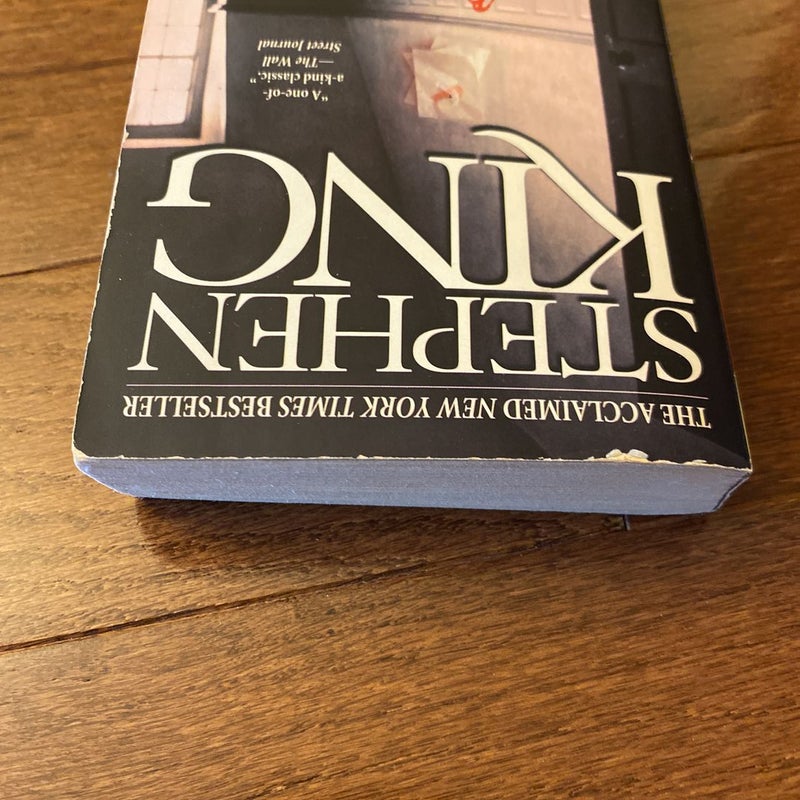 THE ACCLAIMED NEW YORK TIMES BESTSELLER
STEPHEN
KING
“A one-of-
a-kind classic.”
—The Wall
Street Journal